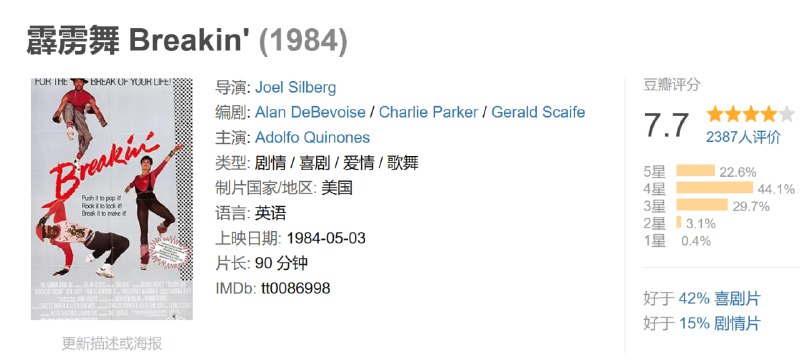 霹雳舞 Breakin' (1984)
FOR THE BREAK OF YOUR LIFE!
Breakin'
Push it to pop it!
Rock it to lock it!
Break it to make it!
更新描述或海报
导演: Joel Silberg
编剧: Alan DeBevoise / Charlie Parker / Gerald Scaife
主演: Adolfo Quinones
类型: 剧情 / 喜剧 / 爱情 / 歌舞
制片国家/地区: 美国
语言: 英语
上映日期: 1984-05-03
片长: 90 分钟
IMDb: tt0086998
豆瓣评分
7.7
2387人评价
5星 22.6%
4星 44.1%
3星 29.7%
2星 3.1%
1星 0.4%
好于 42% 喜剧片
好于 15% 剧情片